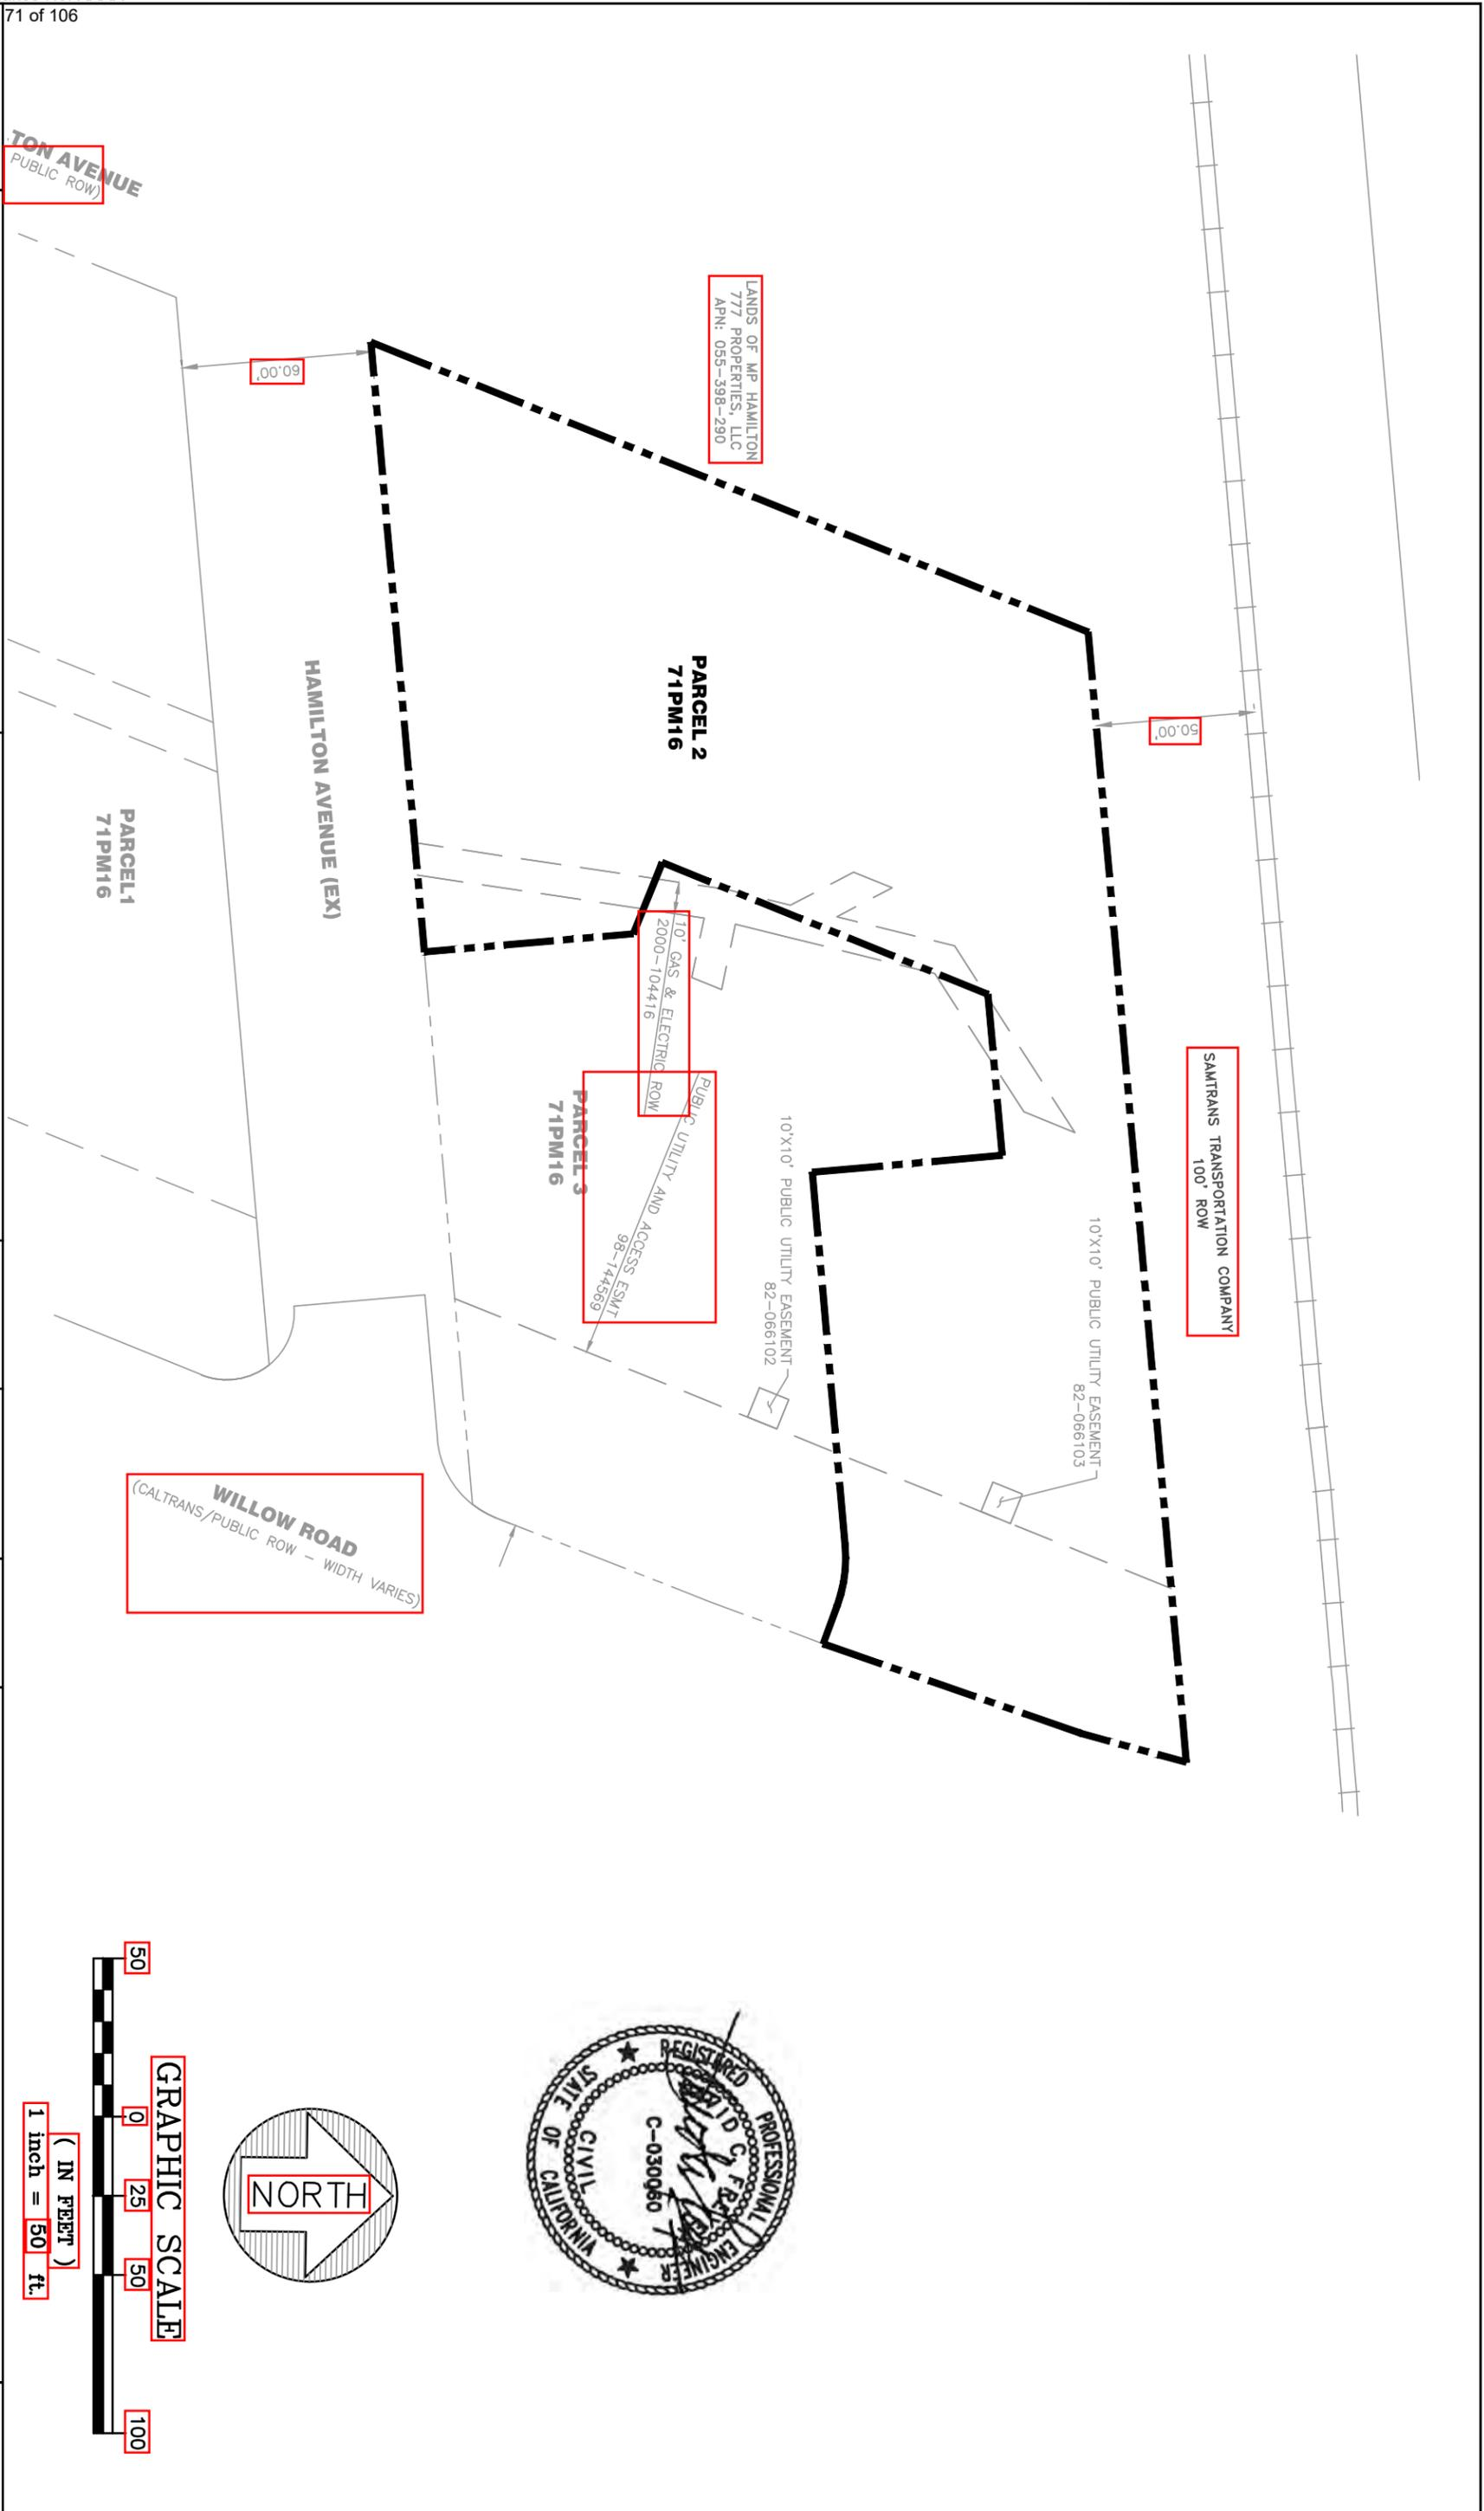 71 of 106
TON AVENUE
PUBLIC ROW)
LANDS OF MP HAMILTON
777 PROPERTIES, LLC
APN: 055-398-290
60.00'
50.00'
PARCEL 2
71PM16
HAMILTON AVENUE (EX)
PARCEL1
71PM16
10' GAS & ELECTRIC ROW
2000-104416
PARCEL 3
71PM16
PUBLIC UTILITY AND ACCESS ESMT
98-144569
10'X10' PUBLIC UTILITY EASEMENT
82-066102
10'X10' PUBLIC UTILITY EASEMENT
82-066103
SAMTRANS TRANSPORTATION COMPANY
100' ROW
WILLOW ROAD
(CALTRANS/PUBLIC ROW - WIDTH VARIES)
REGISTERED PROFESSIONAL ENGINEER
C-030060
CIVIL
STATE OF CALIFORNIA
NORTH
GRAPHIC SCALE
50 0 25 50 100
( IN FEET )
1 inch = 50 ft.